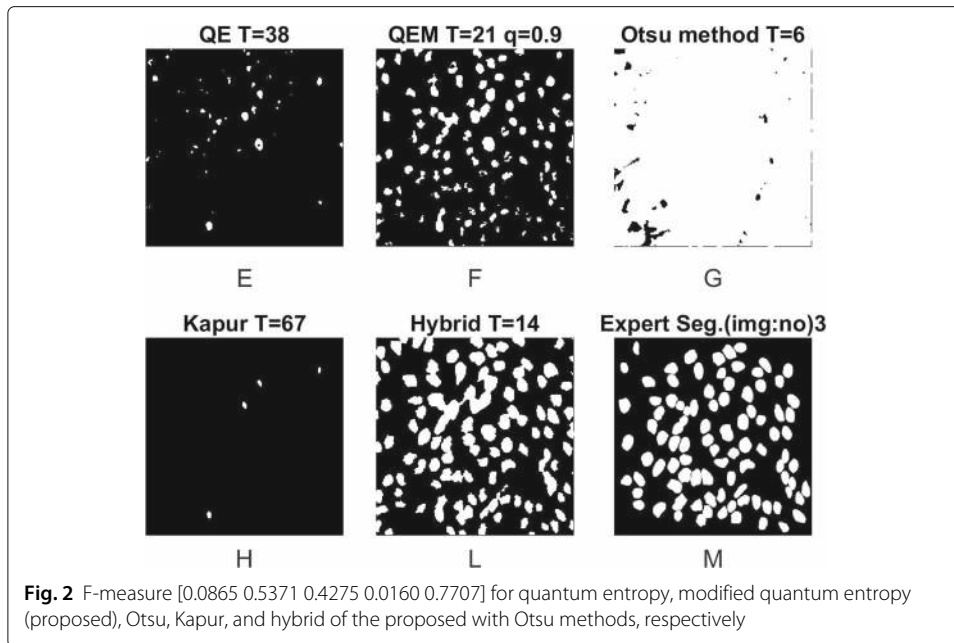 QE T=38
QEM T=21 q=0.9
Otsu method T=6
E
F
G
Kapur T=67
Hybrid T=14
Expert Seg.(img:no)3
H
L
M
Fig. 2 F-measure [0.0865 0.5371 0.4275 0.0160 0.7707] for quantum entropy, modified quantum entropy
(proposed), Otsu, Kapur, and hybrid of the proposed with Otsu methods, respectively